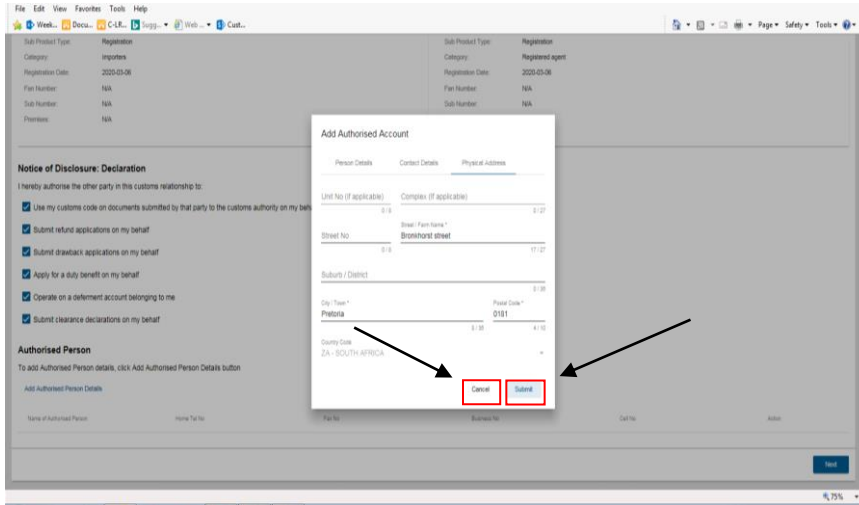 File Edit View Favorites Tools Help
Week... Docu... C-LR... Sugg... Web ... Cust...
Page Safety Tools
Sub Product Type: Registration Sub Product Type: Registration
Category: Importers Category: Registered agent
Registration Date: 2020-03-06 Registration Date: 2020-03-06
Fan Number: N/A Fan Number: N/A
Sub Number: N/A Sub Number: N/A
Premises: N/A
Add Authorised Account
Person Details Contact Details Physical Address
Notice of Disclosure: Declaration
I hereby authorise the other party in this customs relationship to:
Use my customs code on documents submitted by that party to the customs authority on my beh
Submit refund applications on my behalf
Submit drawback applications on my behalf
Apply for a duty benefit on my behalf
Operate on a deferment account belonging to me
Submit clearance declarations on my behalf
Unit No (if applicable) Complex (if applicable)
0 / 27
Street / Farm Name *
Street No Bronkhorst street
17 / 27
Suburb / District
City / Town * Postal Code *
Pretoria 0181
4 / 10
Country Code
ZA - SOUTH AFRICA
Cancel Submit
Authorised Person
To add Authorised Person details, click Add Authorised Person Details button
Add Authorised Person Details
Name of Authorised Person Home Tel No Fax No Business No Cell No Action
Next
75%